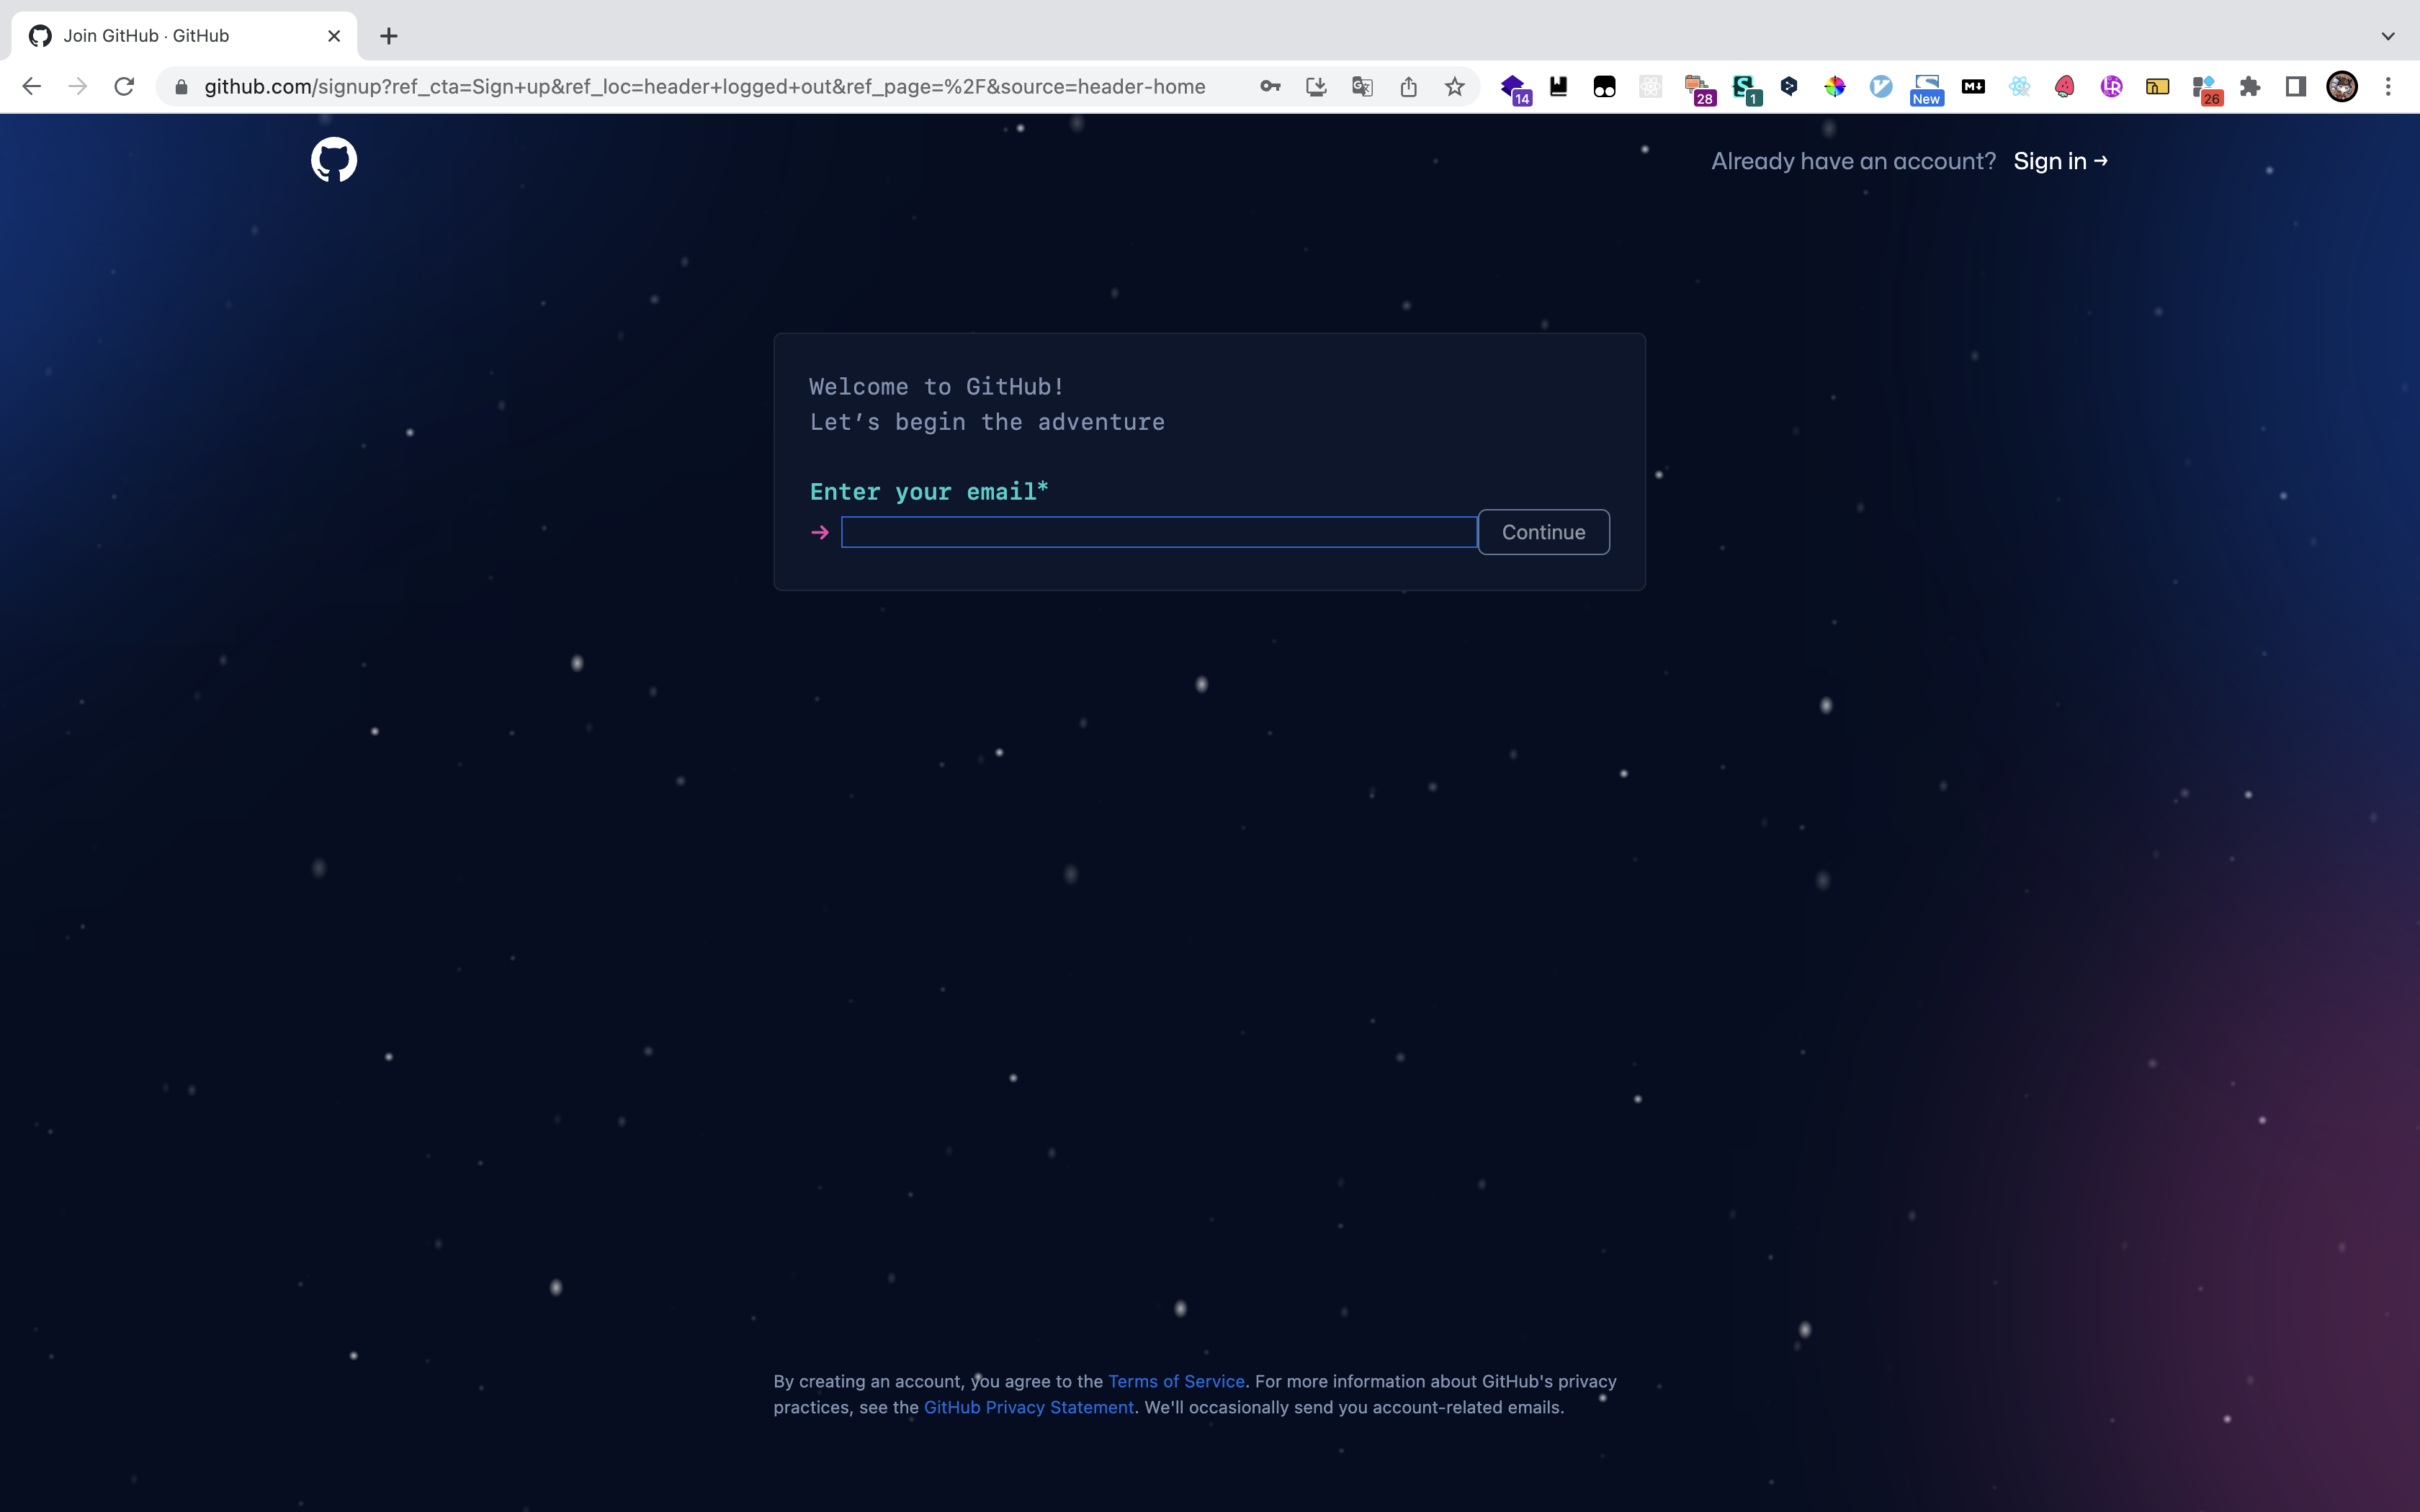 Join GitHub · GitHub
github.com/signup?ref_cta=Sign+up&ref_loc=header+logged+out&ref_page=%2F&source=header-home
14
28
1
New
26
Already have an account? Sign in →
Welcome to GitHub!
Let’s begin the adventure
Enter your email*
→ Continue
By creating an account, you agree to the Terms of Service. For more information about GitHub's privacy
practices, see the GitHub Privacy Statement. We'll occasionally send you account-related emails.